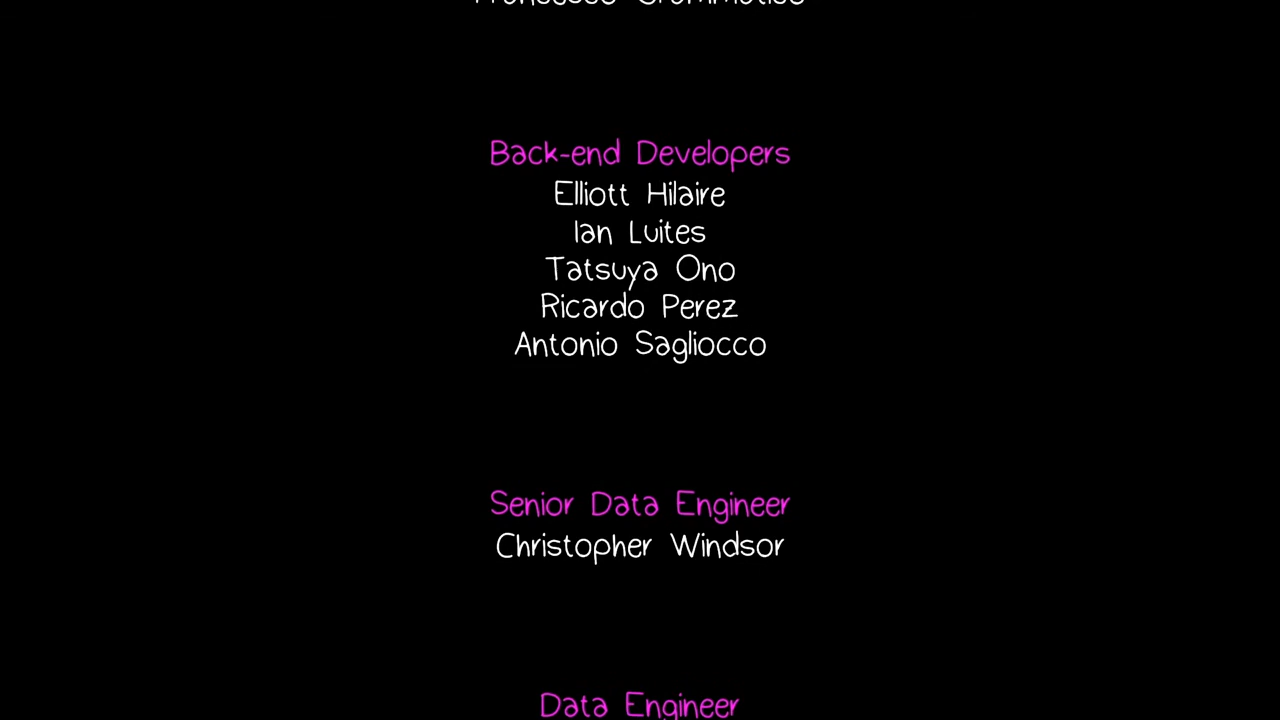 Back-end Developers
Elliott Hilaire
Ian Luites
Tatsuya Ono
Ricardo Perez
Antonio Sagliocco
Senior Data Engineer
Christopher Windsor
Data Engineer